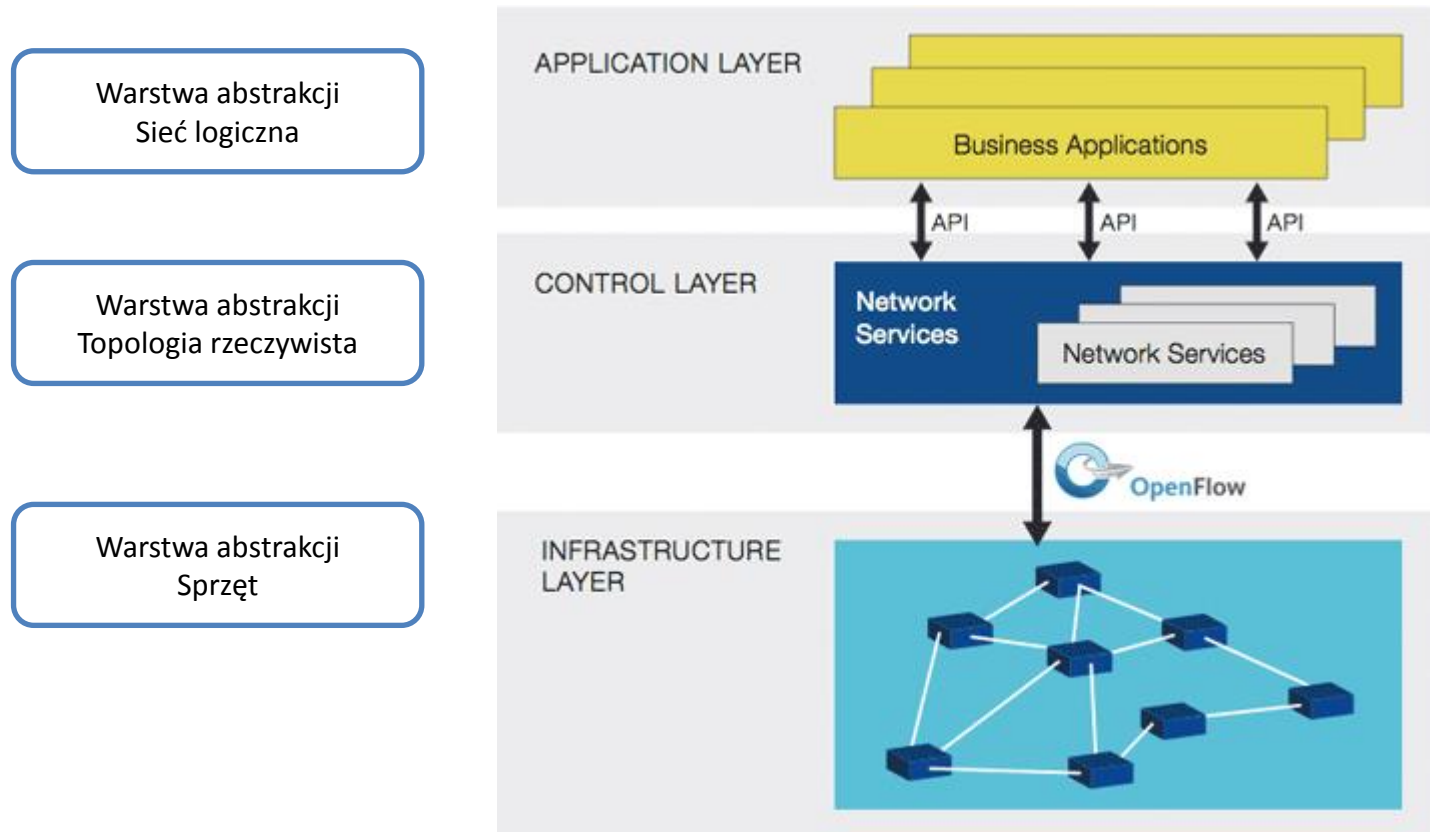 Warstwa abstrakcji
Sieć logiczna
Warstwa abstrakcji
Topologia rzeczywista
Warstwa abstrakcji
Sprzęt
APPLICATION LAYER
Business Applications
API
API
API
CONTROL LAYER
Network
Services
Network Services
OpenFlow
INFRASTRUCTURE
LAYER